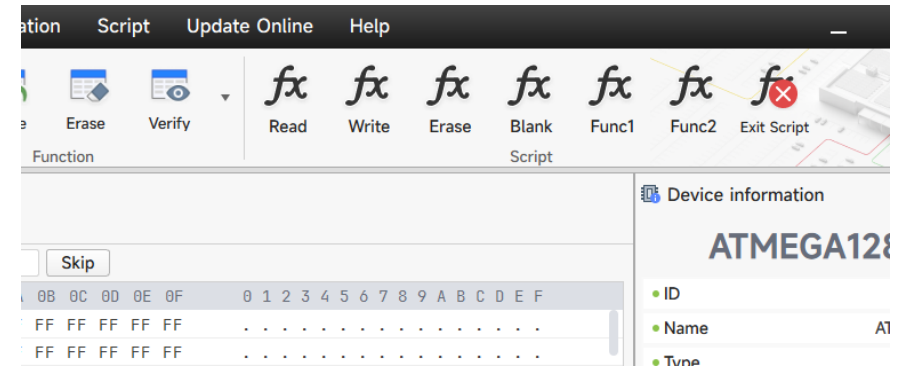 ation Script Update Online Help
e Erase Verify Read Write Erase Blank Func1 Func2 Exit Script
Function Script
Device information
ATMEGA128
Skip
0B 0C 0D 0E 0F 0 1 2 3 4 5 6 7 8 9 A B C D E F
ID
FF FF FF FF FF . . . . . . . . . . . . . . . .
Name AT
FF FF FF FF FF . . . . . . . . . . . . . . . .
Type